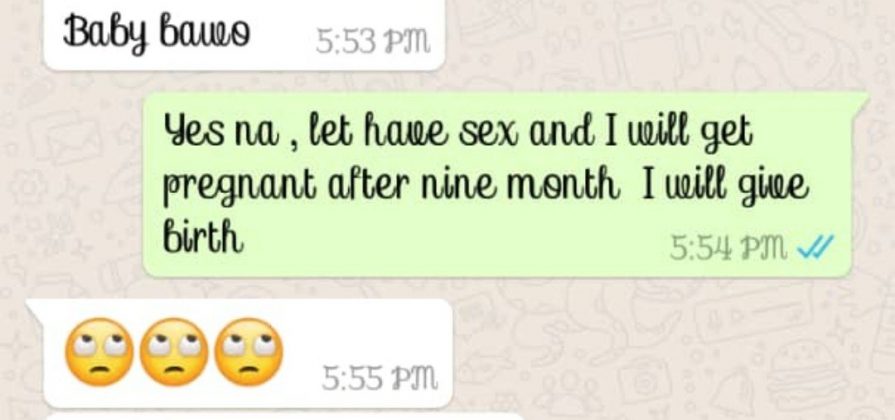 Baby bawo
5:53 PM
Yes na , let have sex and I will get
pregnant after nine month I will give
birth
5:54 PM
🙄🙄🙄
5:55 PM